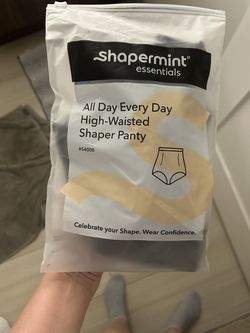 shapermint®
essentials
All Day Every Day
High-Waisted
Shaper Panty
#54008
Celebrate your Shape. Wear Confidence.